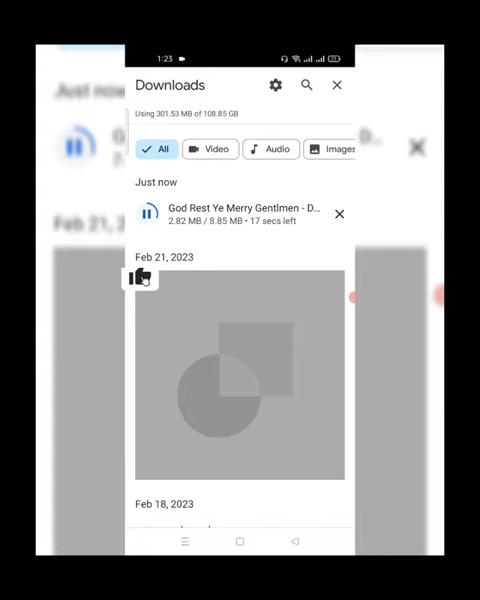 1:23
Downloads
Using 301.53 MB of 108.85 GB
All
Video
Audio
Images
Just now
God Rest Ye Merry Gentlmen - D...
2.82 MB / 8.85 MB • 17 secs left
Feb 21, 2023
Feb 18, 2023